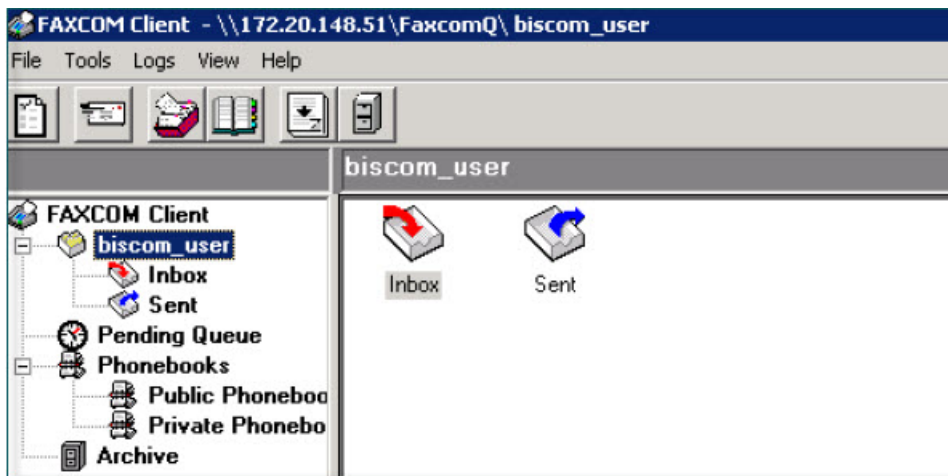 FAXCOM Client - \\172.20.148.51\FaxcomQ\ biscom_user
File Tools Logs View Help
biscom_user
FAXCOM Client
biscom_user
Inbox
Sent
Pending Queue
Phonebooks
Public Phoneboo
Private Phonebo
Archive
Inbox
Sent